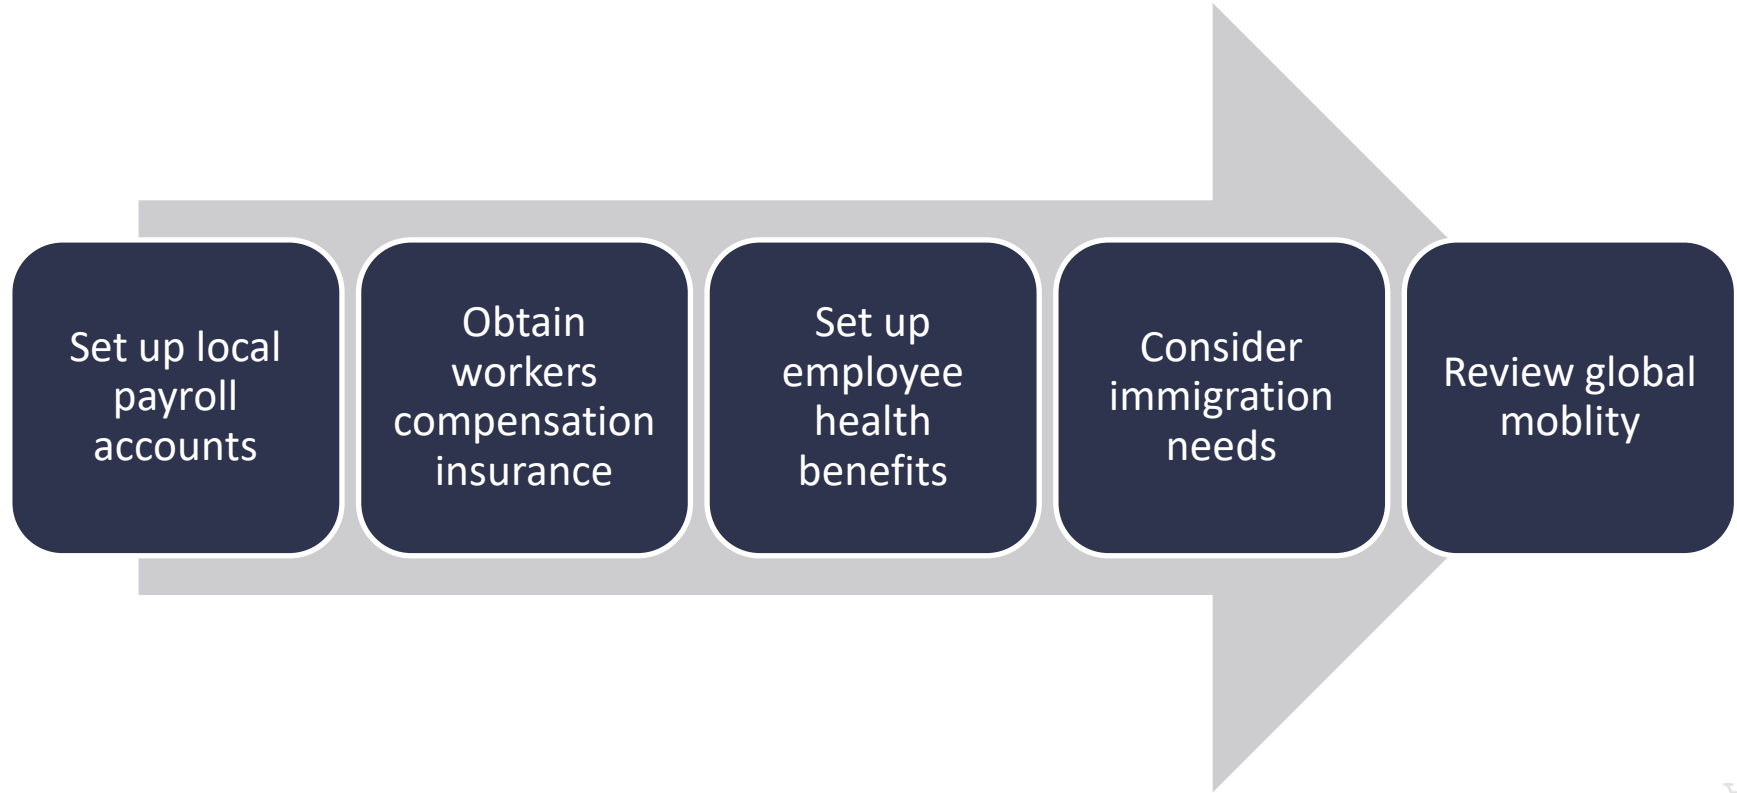 Set up local
payroll
accounts
Obtain
workers
compensation
insurance
Set up
employee
health
benefits
Consider
immigration
needs
Review global
moblity